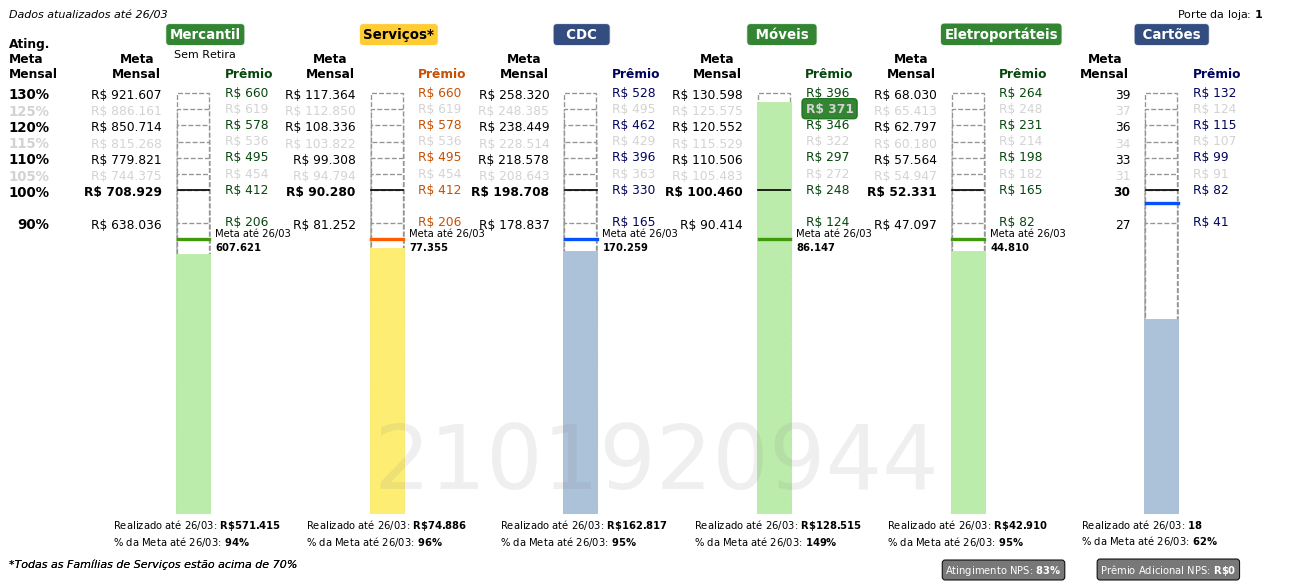 Dados atualizados até 26/03
Porte da loja: 1
Mercantil Serviços* CDC Móveis Eletroportáteis Cartões
Sem Retira
Ating. Meta Mensal
Meta Mensal Prêmio Meta Mensal Prêmio Meta Mensal Prêmio Meta Mensal Prêmio Meta Mensal Prêmio Meta Mensal Prêmio
130% R$ 921.607 R$ 660 R$ 117.364 R$ 660 R$ 258.320 R$ 528 R$ 130.598 R$ 396 R$ 68.030 R$ 264 39 R$ 132
125% R$ 886.161 R$ 619 R$ 112.850 R$ 619 R$ 248.385 R$ 495 R$ 125.575 R$ 371 R$ 65.413 R$ 248 37 R$ 124
120% R$ 850.714 R$ 578 R$ 108.336 R$ 578 R$ 238.449 R$ 462 R$ 120.552 R$ 346 R$ 62.797 R$ 231 36 R$ 115
115% R$ 815.268 R$ 536 R$ 103.822 R$ 536 R$ 228.514 R$ 429 R$ 115.529 R$ 322 R$ 60.180 R$ 214 34 R$ 107
110% R$ 779.821 R$ 495 R$ 99.308 R$ 495 R$ 218.578 R$ 396 R$ 110.506 R$ 297 R$ 57.564 R$ 198 33 R$ 99
105% R$ 744.375 R$ 454 R$ 94.794 R$ 454 R$ 208.643 R$ 363 R$ 105.483 R$ 272 R$ 54.947 R$ 182 31 R$ 91
100% R$ 708.929 R$ 412 R$ 90.280 R$ 412 R$ 198.708 R$ 330 R$ 100.460 R$ 248 R$ 52.331 R$ 165 30 R$ 82
90% R$ 638.036 R$ 206 R$ 81.252 R$ 206 R$ 178.837 R$ 165 R$ 90.414 R$ 124 R$ 47.097 R$ 82 27 R$ 41
Meta até 26/03 Meta até 26/03 Meta até 26/03 Meta até 26/03 Meta até 26/03
607.621 77.355 170.259 86.147 44.810
2101920944
Realizado até 26/03: R$571.415 Realizado até 26/03: R$74.886 Realizado até 26/03: R$162.817 Realizado até 26/03: R$128.515 Realizado até 26/03: R$42.910 Realizado até 26/03: 18
% da Meta até 26/03: 94% % da Meta até 26/03: 96% % da Meta até 26/03: 95% % da Meta até 26/03: 149% % da Meta até 26/03: 95% % da Meta até 26/03: 62%
*Todas as Famílias de Serviços estão acima de 70%
Atingimento NPS: 83% Prêmio Adicional NPS: R$0